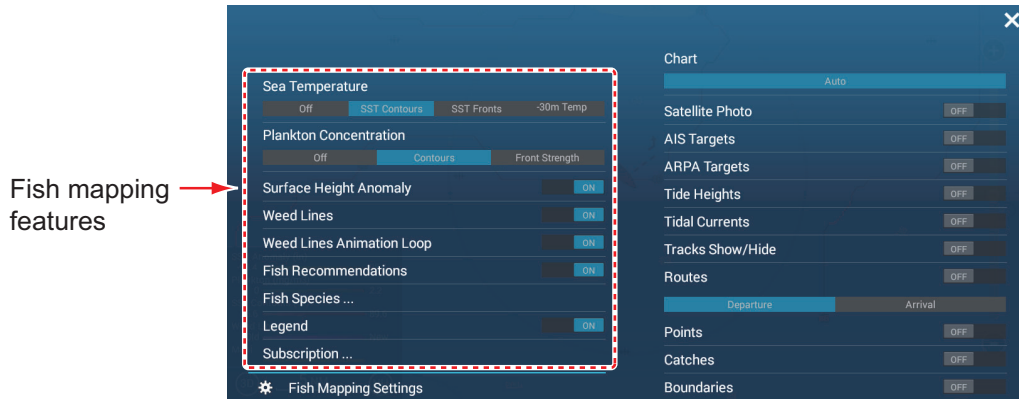 Fish mapping
features
Sea Temperature
Off SST Contours SST Fronts -30m Temp
Plankton Concentration
Off Contours Front Strength
Surface Height Anomaly ON
Weed Lines ON
Weed Lines Animation Loop ON
Fish Recommendations ON
Fish Species ...
Legend ON
Subscription ...
Fish Mapping Settings
Chart
Auto
Satellite Photo OFF
AIS Targets OFF
ARPA Targets OFF
Tide Heights OFF
Tidal Currents OFF
Tracks Show/Hide OFF
Routes OFF
Departure Arrival
Points OFF
Catches OFF
Boundaries OFF